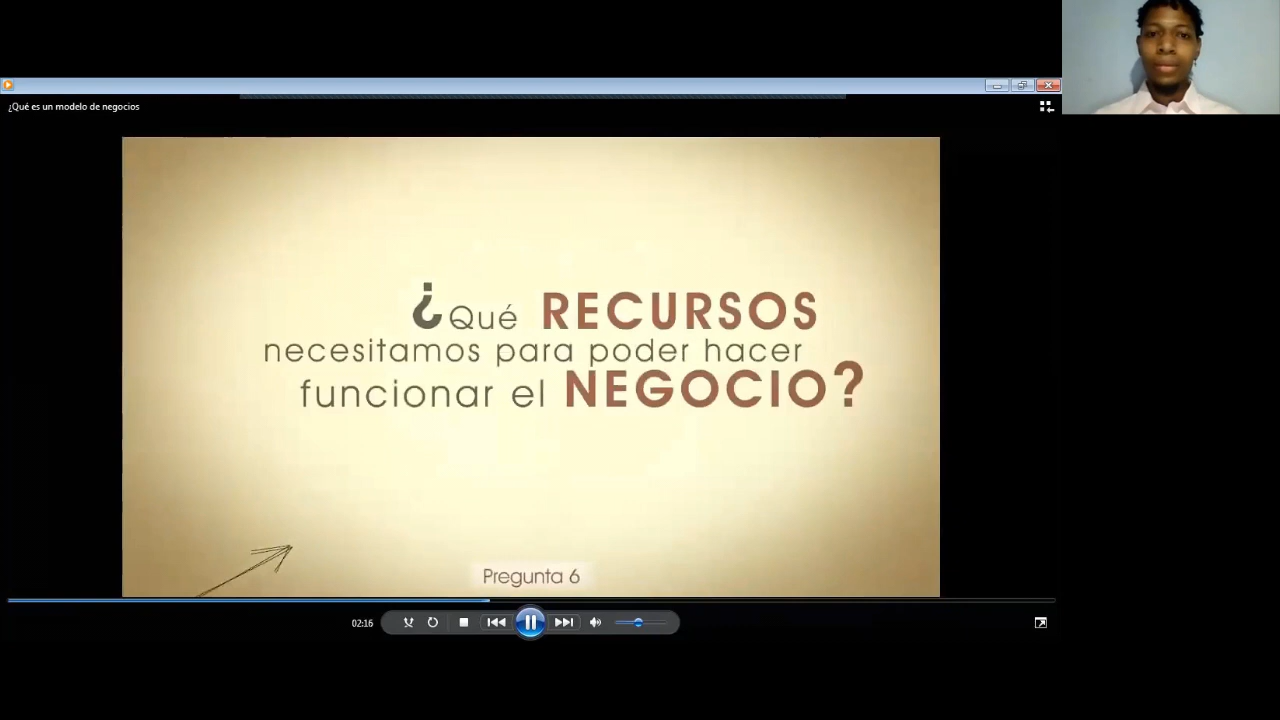 ¿Qué es un modelo de negocios
¿Qué RECURSOS
necesitamos para poder hacer
funcionar el NEGOCIO?
Pregunta 6
02:16